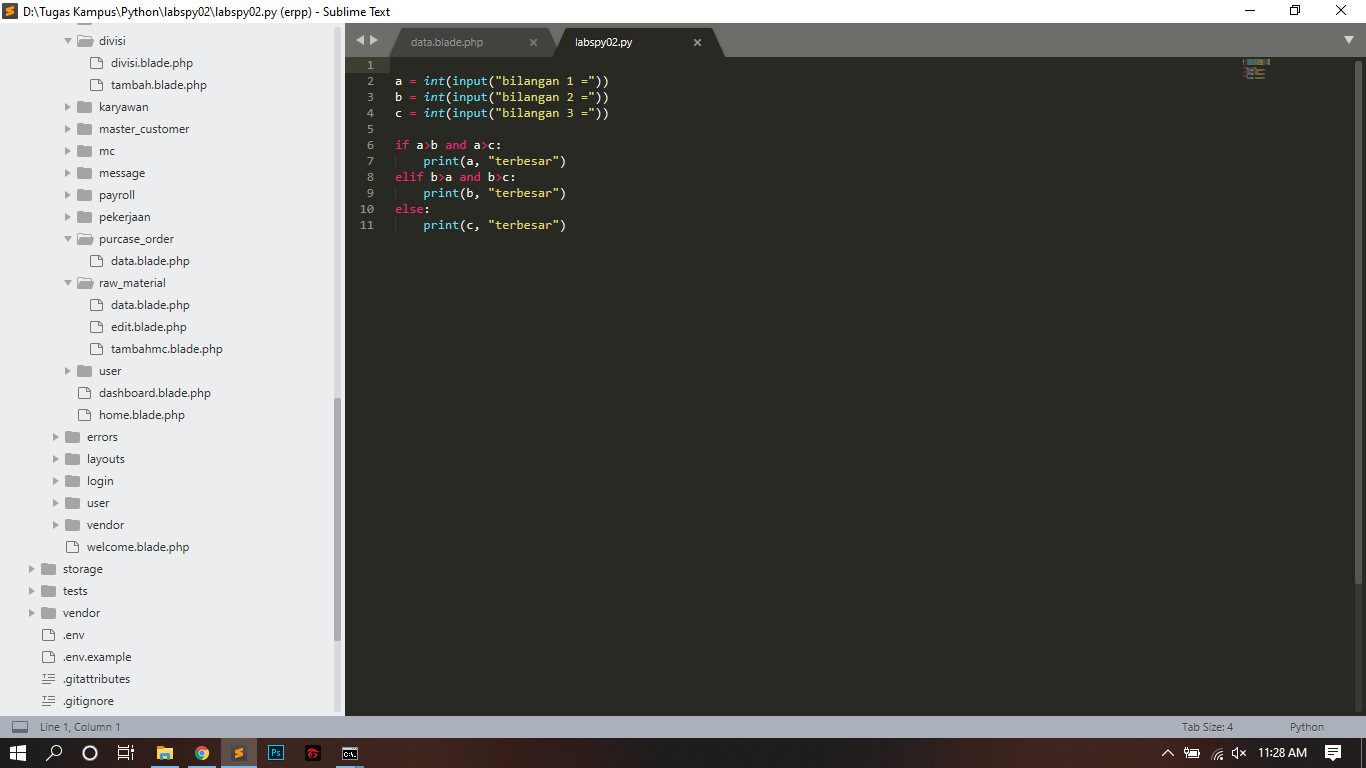 D:\Tugas Kampus\Python\labspy02\labspy02.py (erpp) - Sublime Text
divisi
divisi.blade.php
tambah.blade.php
karyawan
master_customer
mc
message
payroll
pekerjaan
purcase_order
data.blade.php
raw_material
data.blade.php
edit.blade.php
tambahmc.blade.php
user
dashboard.blade.php
home.blade.php
errors
layouts
login
user
vendor
welcome.blade.php
storage
tests
vendor
.env
.env.example
.gitattributes
.gitignore
data.blade.php
labspy02.py
1
2 a = int(input("bilangan 1 ="))
3 b = int(input("bilangan 2 ="))
4 c = int(input("bilangan 3 ="))
5
6 if a>b and a>c:
7     print(a, "terbesar")
8 elif b>a and b>c:
9     print(b, "terbesar")
10 else:
11     print(c, "terbesar")
Line 1, Column 1
Tab Size: 4
Python
Ps
C:\.
11:28 AM